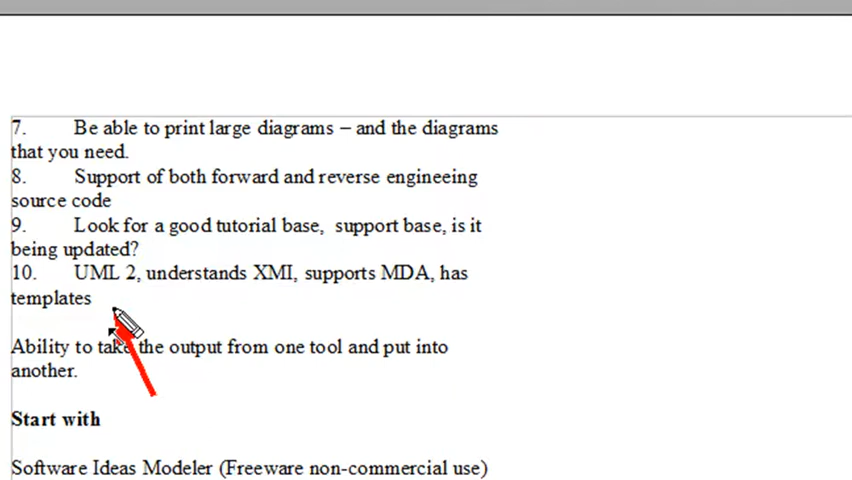 7. Be able to print large diagrams – and the diagrams
that you need.
8. Support of both forward and reverse engineeing
source code
9. Look for a good tutorial base,  support base, is it
being updated?
10. UML 2, understands XMI, supports MDA, has
templates
Ability to take the output from one tool and put into
another.
Start with
Software Ideas Modeler (Freeware non-commercial use)